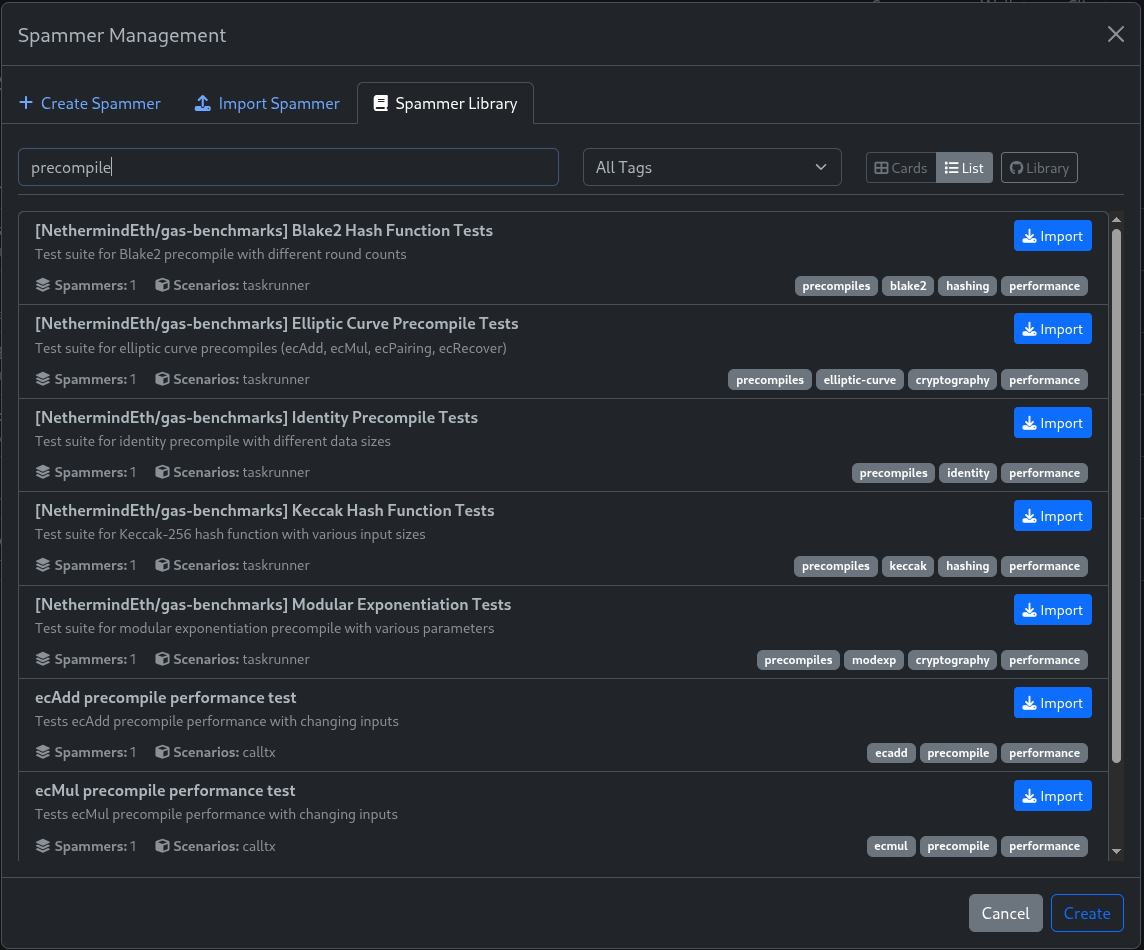 Spammer Management
Create Spammer
Import Spammer
Spammer Library
precompile
All Tags
Cards
List
Library
[NethermindEth/gas-benchmarks] Blake2 Hash Function Tests
Import
Test suite for Blake2 precompile with different round counts
Spammers: 1 Scenarios: taskrunner
precompiles blake2 hashing performance
[NethermindEth/gas-benchmarks] Elliptic Curve Precompile Tests
Import
Test suite for elliptic curve precompiles (ecAdd, ecMul, ecPairing, ecRecover)
Spammers: 1 Scenarios: taskrunner
precompiles elliptic-curve cryptography performance
[NethermindEth/gas-benchmarks] Identity Precompile Tests
Import
Test suite for identity precompile with different data sizes
Spammers: 1 Scenarios: taskrunner
precompiles identity performance
[NethermindEth/gas-benchmarks] Keccak Hash Function Tests
Import
Test suite for Keccak-256 hash function with various input sizes
Spammers: 1 Scenarios: taskrunner
precompiles keccak hashing performance
[NethermindEth/gas-benchmarks] Modular Exponentiation Tests
Import
Test suite for modular exponentiation precompile with various parameters
Spammers: 1 Scenarios: taskrunner
precompiles modexp cryptography performance
ecAdd precompile performance test
Import
Tests ecAdd precompile performance with changing inputs
Spammers: 1 Scenarios: calltx
ecadd precompile performance
ecMul precompile performance test
Import
Tests ecMul precompile performance with changing inputs
Spammers: 1 Scenarios: calltx
ecmul precompile performance
Cancel
Create